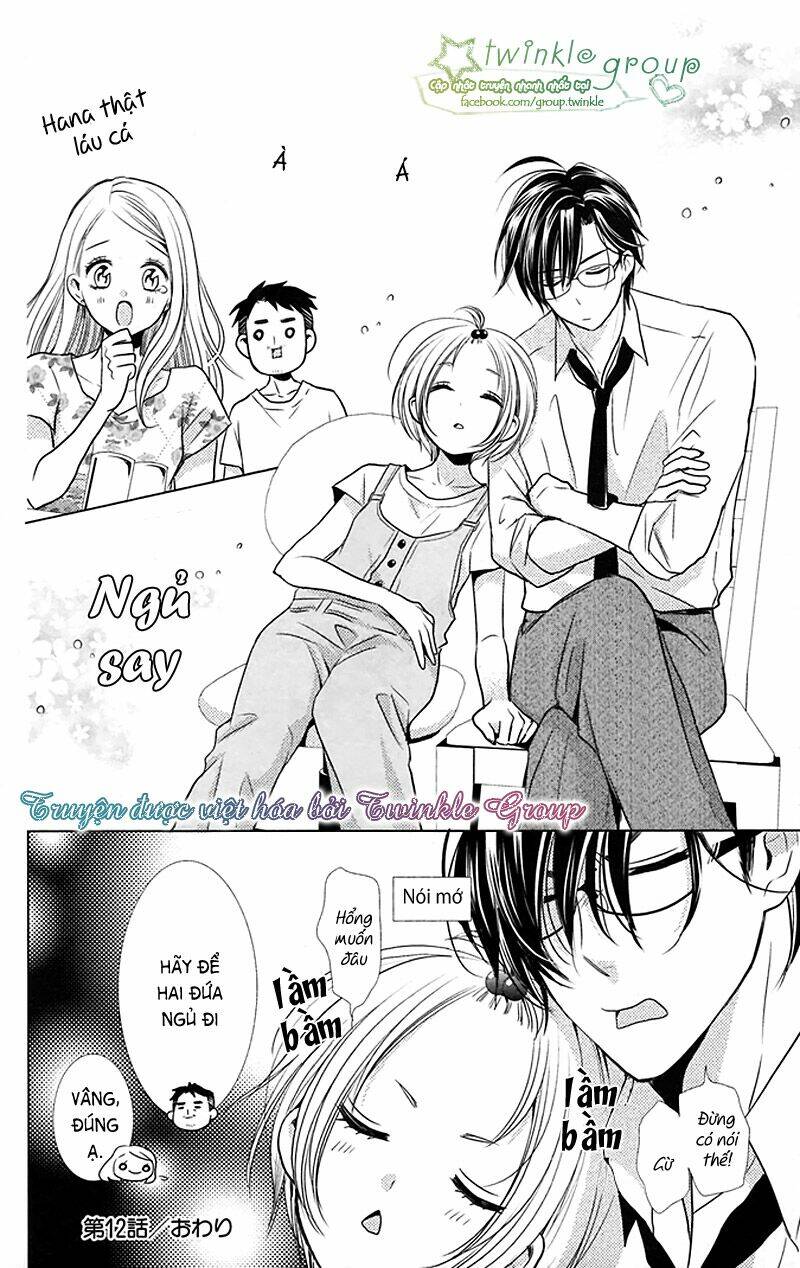 twinkle group
Cập nhật truyện nhanh nhất tại
facebook.com/group.twinkle
Hana thật
láu cá
À
Á
Ngủ
say
Truyện được việt hóa bởi Twinkle Group
Nói mớ
Hổng
muốn
đâu
lầm
bầm
HÃY ĐỂ
HAI ĐỨA
NGỦ ĐI
VÂNG,
ĐÚNG
Ạ.
lầm
bầm
Đừng
có nói
thế!
Gừ
第12話／おわり